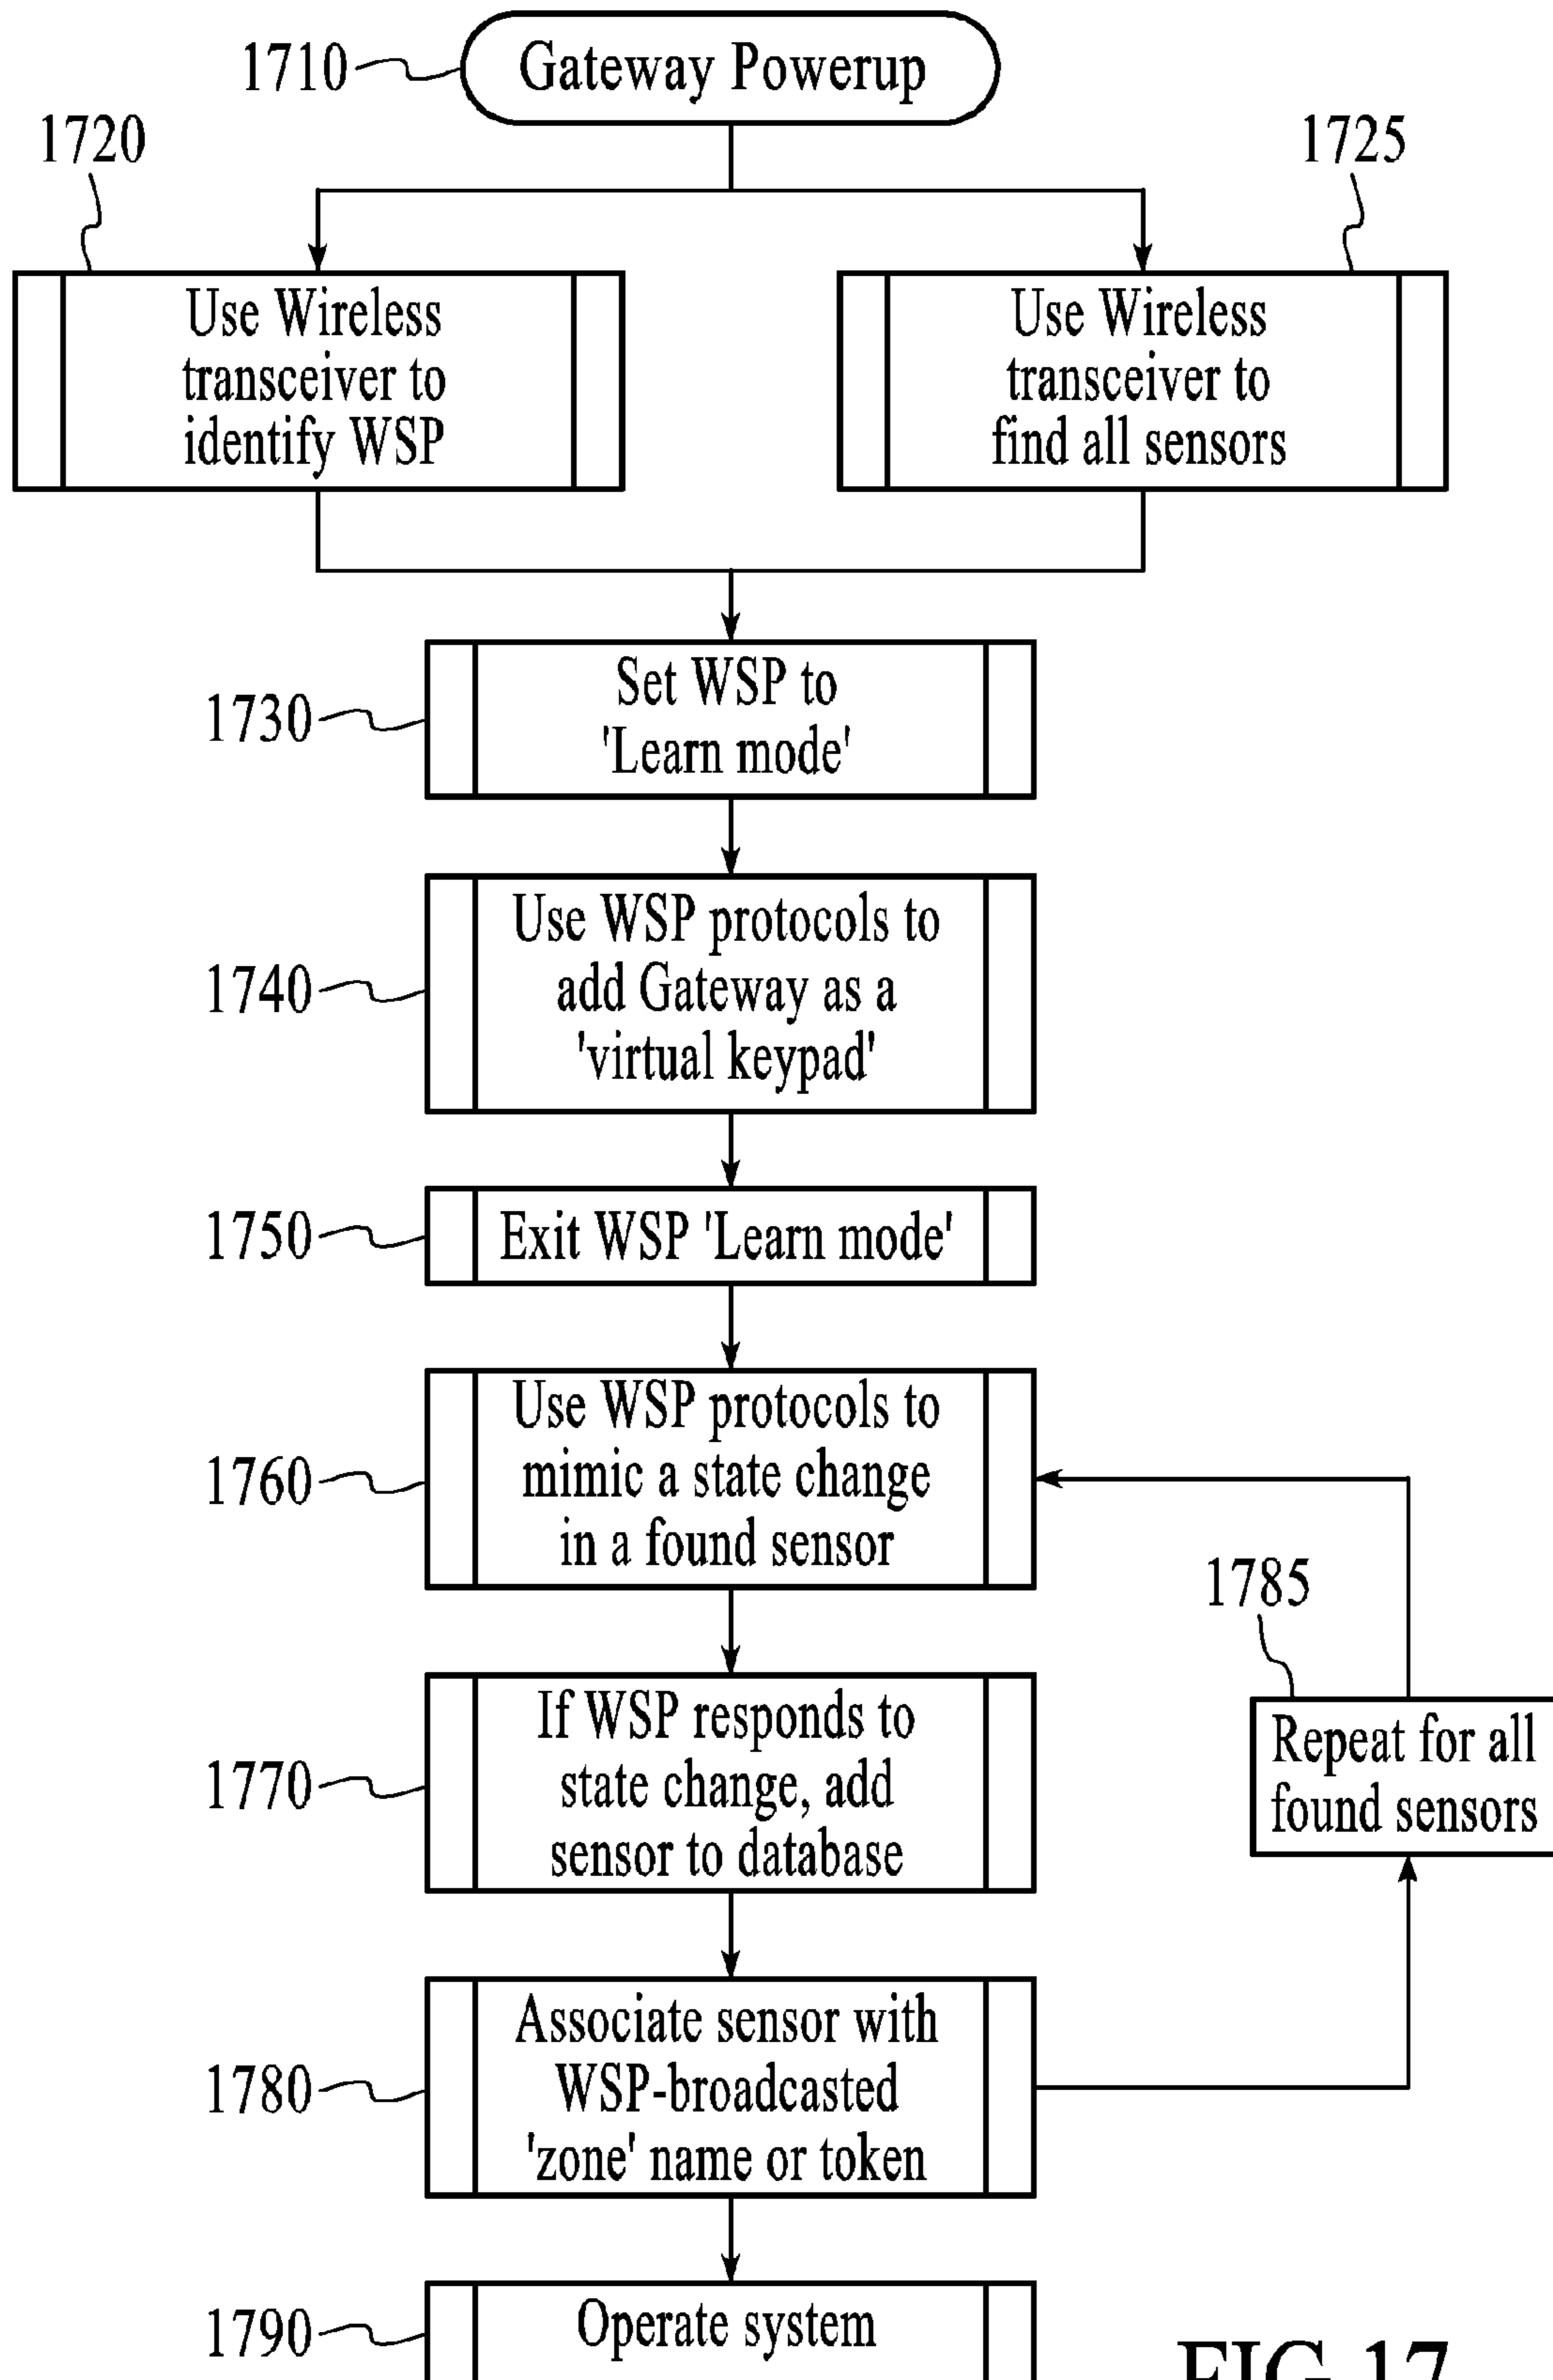 1710
Gateway Powerup
1720
1725
Use Wireless
transceiver to
identify WSP
Use Wireless
transceiver to
find all sensors
1730
Set WSP to
'Learn mode'
1740
Use WSP protocols to
add Gateway as a
'virtual keypad'
1750
Exit WSP 'Learn mode'
1760
Use WSP protocols to
mimic a state change
in a found sensor
1785
Repeat for all
found sensors
1770
If WSP responds to
state change, add
sensor to database
1780
Associate sensor with
WSP-broadcasted
'zone' name or token
1790
Operate system
FIG.17